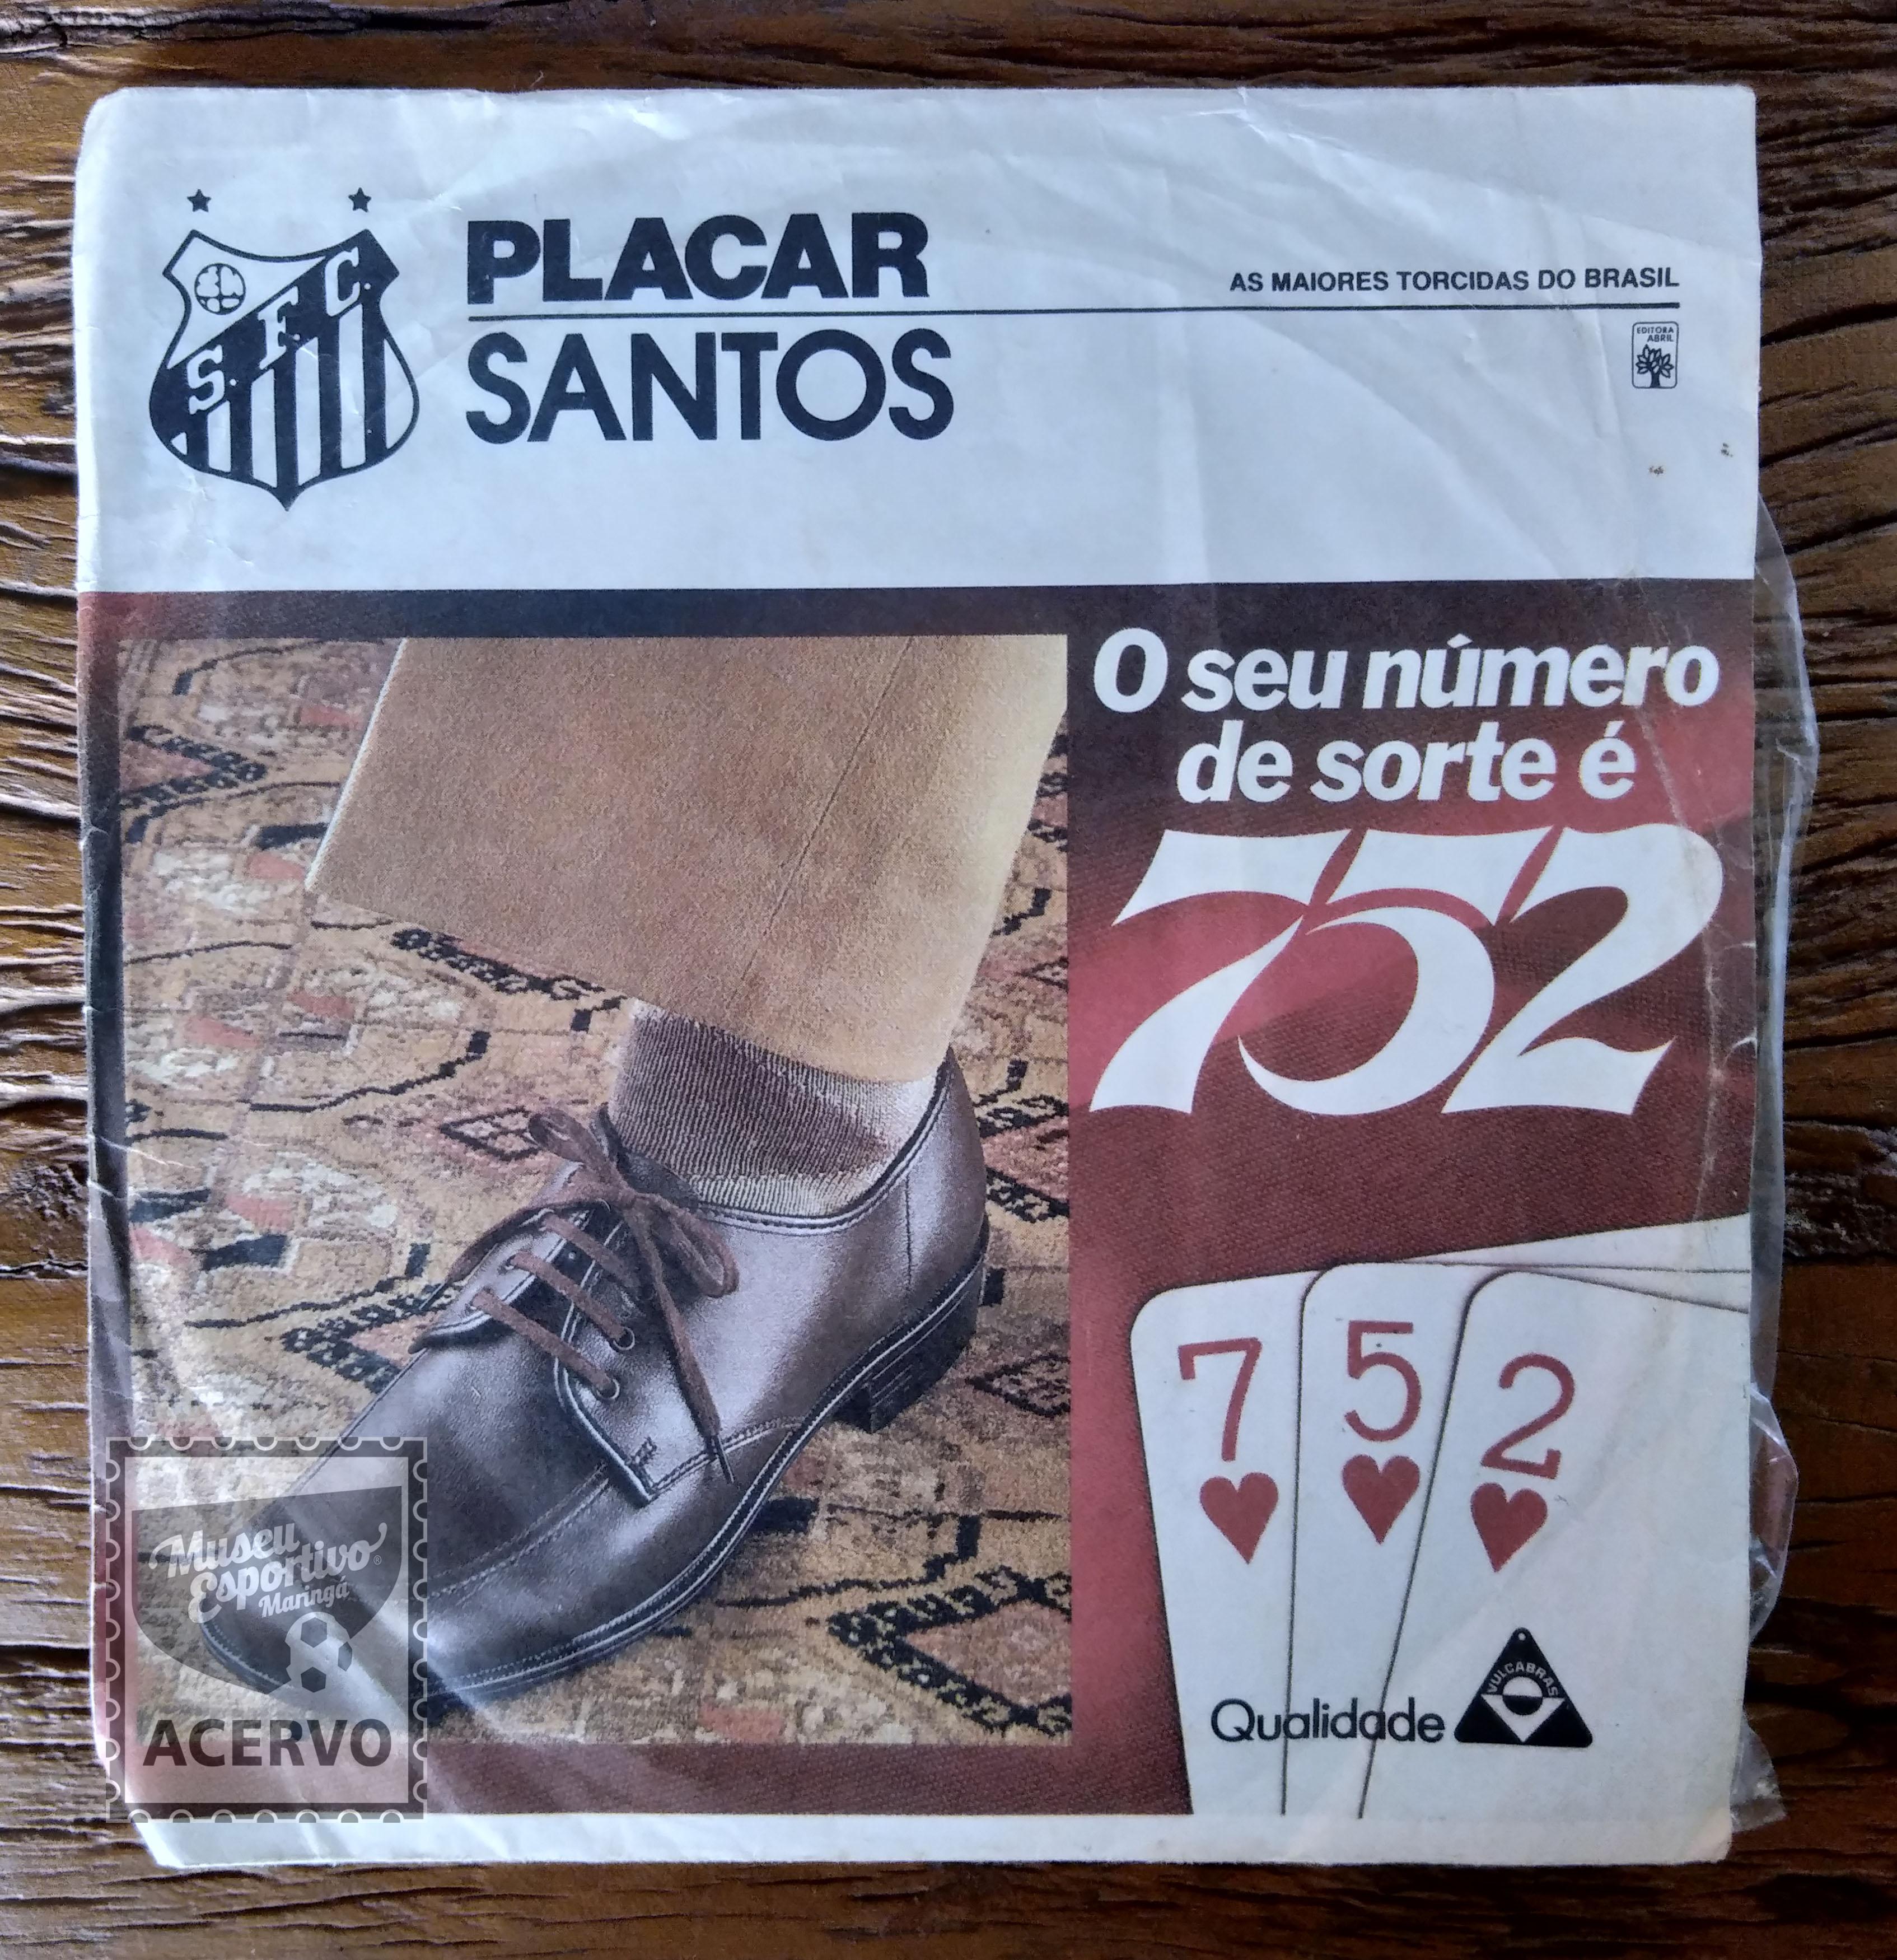 S. F. C.
PLACAR
SANTOS
AS MAIORES TORCIDAS DO BRASIL
EDITORA
ABRIL
O seu número
de sorte é
752
7 5 2
Qualidade
VULCABRAS
Museu
Esportivo®
Maringá
ACERVO